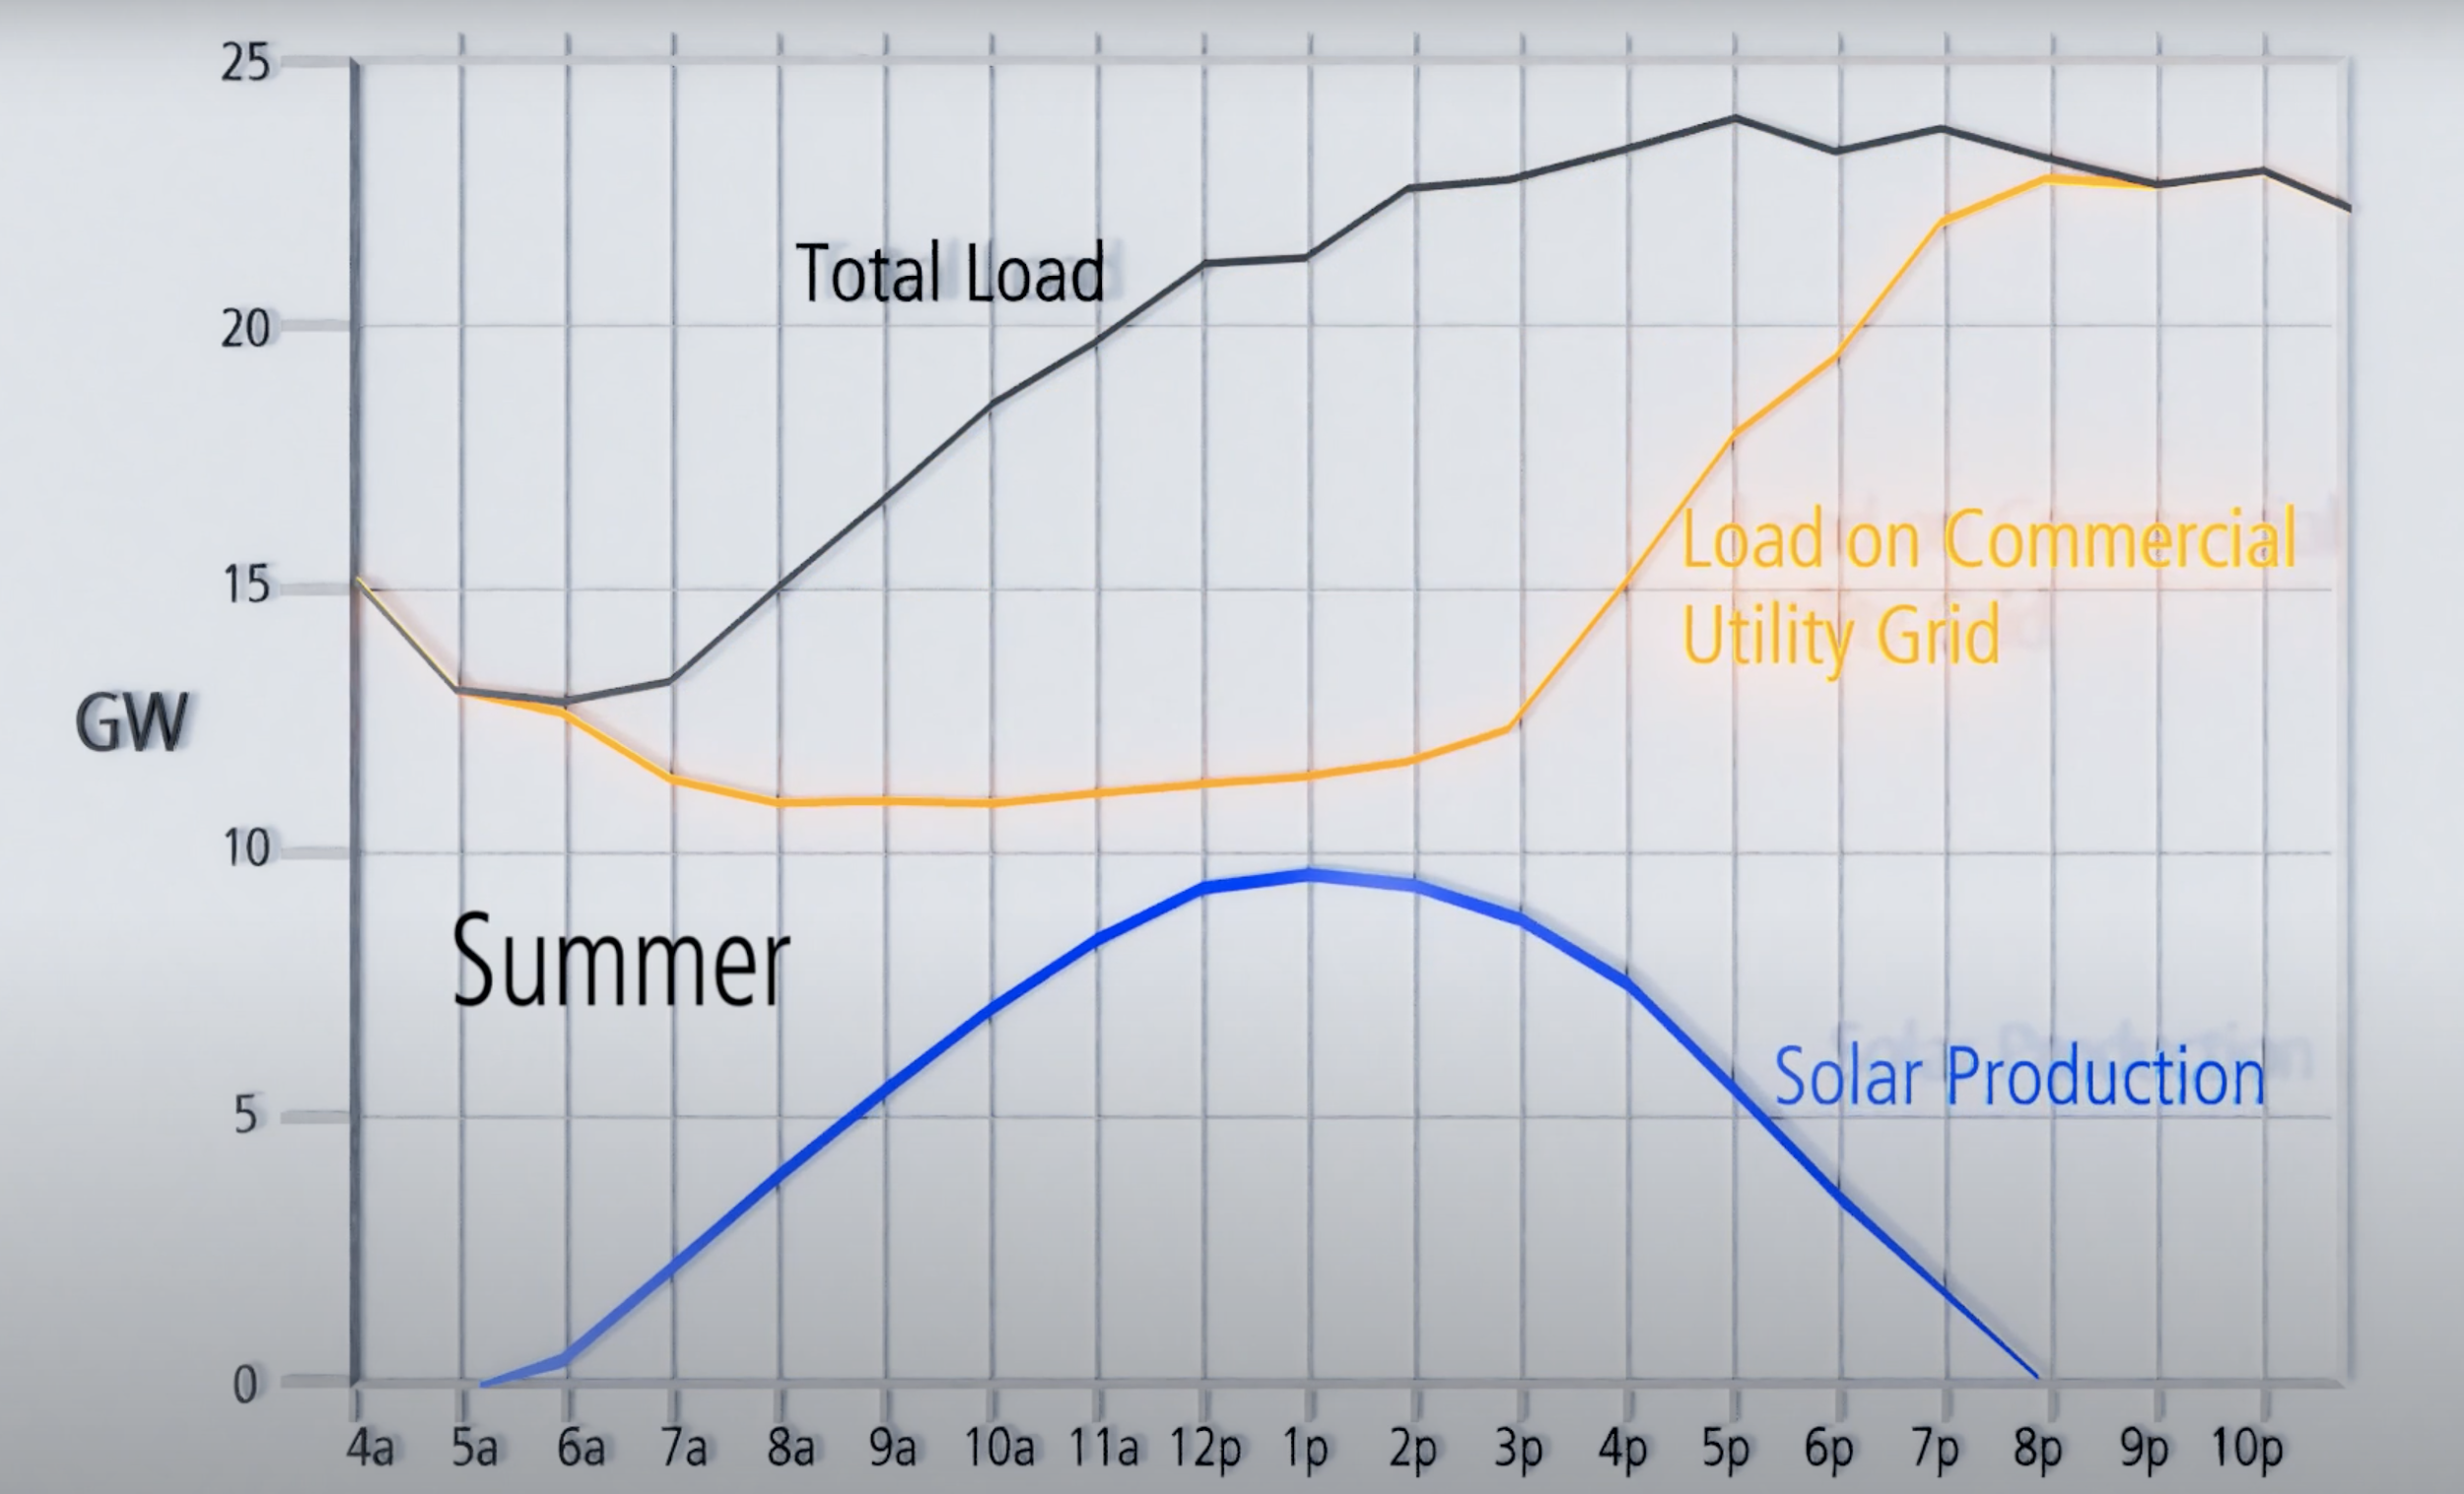 25
20
15
10
5
0
GW
Total Load
Load on Commercial
Utility Grid
Summer
Solar Production
4a 5a 6a 7a 8a 9a 10a 11a 12p 1p 2p 3p 4p 5p 6p 7p 8p 9p 10p